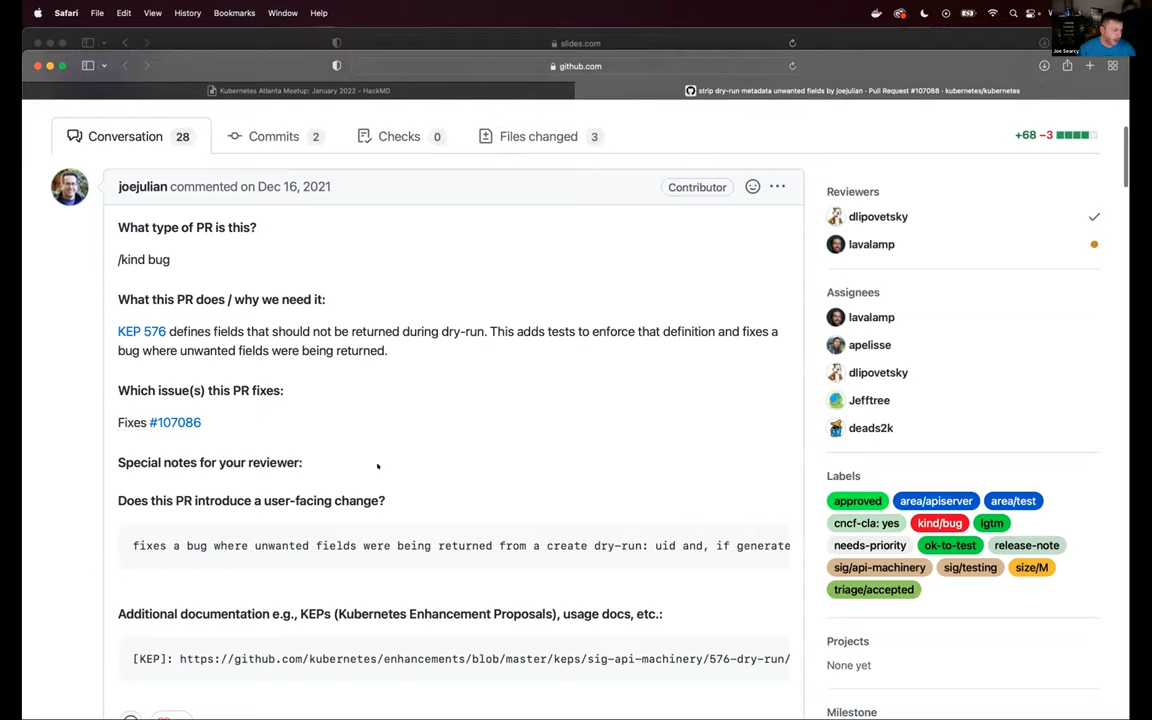 Safari File Edit View History Bookmarks Window Help
slides.com
github.com
Joe Searcy
Kubernetes Atlanta Meetup: January 2022 - HackMD
strip dry-run metadata unwanted fields by joejulian · Pull Request #107088 · kubernetes/kubernetes
Conversation 28 Commits 2 Checks 0 Files changed 3
+68 −3
joejulian commented on Dec 16, 2021
Contributor
What type of PR is this?
/kind bug
What this PR does / why we need it:
KEP 576 defines fields that should not be returned during dry-run. This adds tests to enforce that definition and fixes a
bug where unwanted fields were being returned.
Which issue(s) this PR fixes:
Fixes #107086
Special notes for your reviewer:
Does this PR introduce a user-facing change?
fixes a bug where unwanted fields were being returned from a create dry-run: uid and, if generate
Additional documentation e.g., KEPs (Kubernetes Enhancement Proposals), usage docs, etc.:
[KEP]: https://github.com/kubernetes/enhancements/blob/master/keps/sig-api-machinery/576-dry-run/
Reviewers
dlipovetsky
lavalamp
Assignees
lavalamp
apelisse
dlipovetsky
Jefftree
deads2k
Labels
approved area/apiserver area/test
cncf-cla: yes kind/bug lgtm
needs-priority ok-to-test release-note
sig/api-machinery sig/testing size/M
triage/accepted
Projects
None yet
Milestone